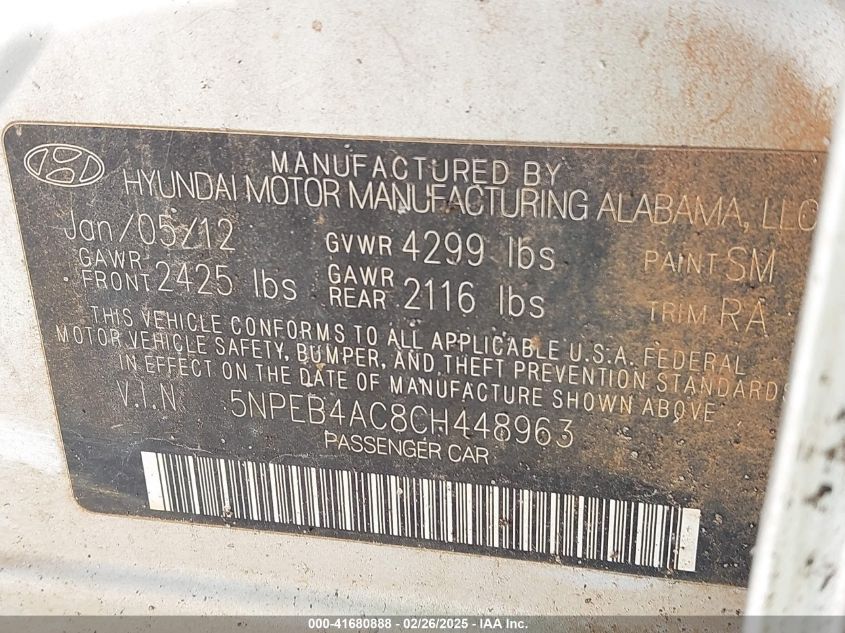 MANUFACTURED BY
HYUNDAI MOTOR MANUFACTURING ALABAMA, LLC
Jan/05/12 GVWR 4299 lbs PAINT SM
GAWR FRONT 2425 lbs GAWR REAR 2116 lbs TRIM RA
THIS VEHICLE CONFORMS TO ALL APPLICABLE U.S.A. FEDERAL
MOTOR VEHICLE SAFETY, BUMPER, AND THEFT PREVENTION STANDARDS
IN EFFECT ON THE DATE OF MANUFACTURE SHOWN ABOVE
V.I.N 5NPEB4AC8CH448963
PASSENGER CAR
000-41680888 - 02/26/2025 - IAA Inc.